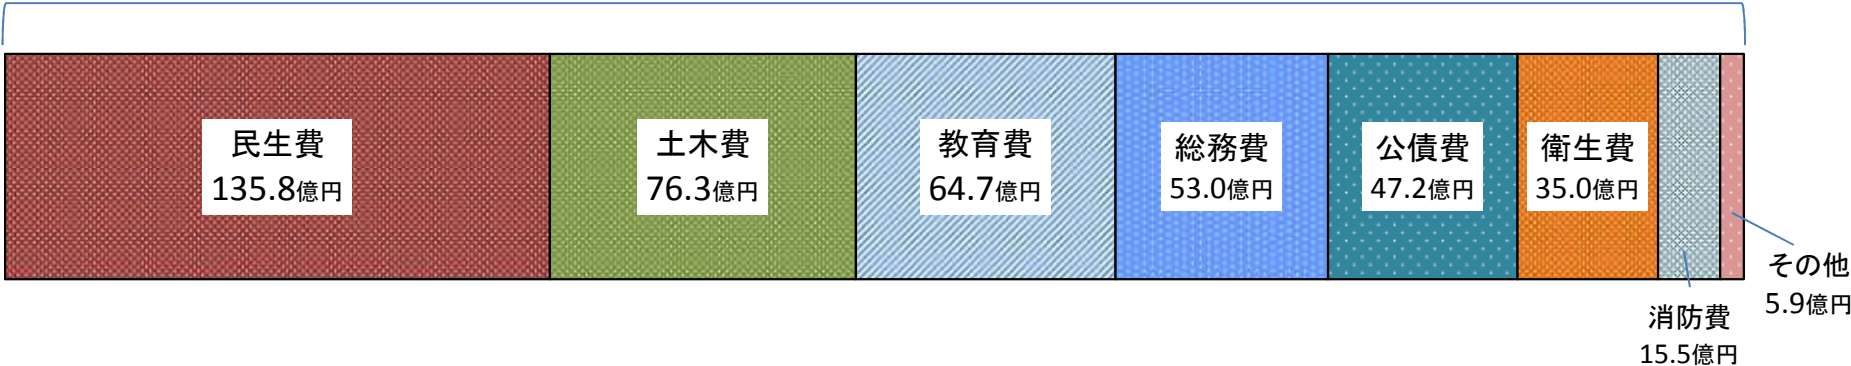 民生費
135.8億円
土木費
76.3億円
教育費
64.7億円
総務費
53.0億円
公債費
47.2億円
衛生費
35.0億円
消防費
15.5億円
その他
5.9億円